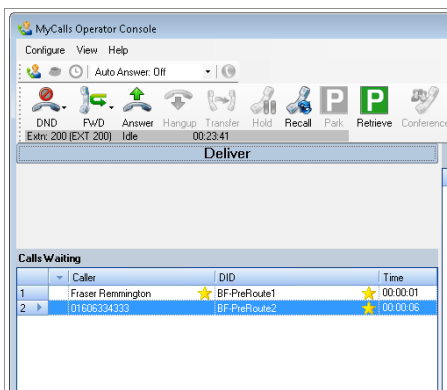 MyCalls Operator Console
Configure View Help
Auto Answer: Off
DND FWD Answer Hangup Transfer Hold Recall Park Retrieve Conference
Extn: 200 (EXT 200) Idle 00:23:41
Deliver
Calls Waiting
Caller DID Time
1 Fraser Remmington BF-PreRoute1 00:00:01
2 01606334333 BF-PreRoute2 00:00:06